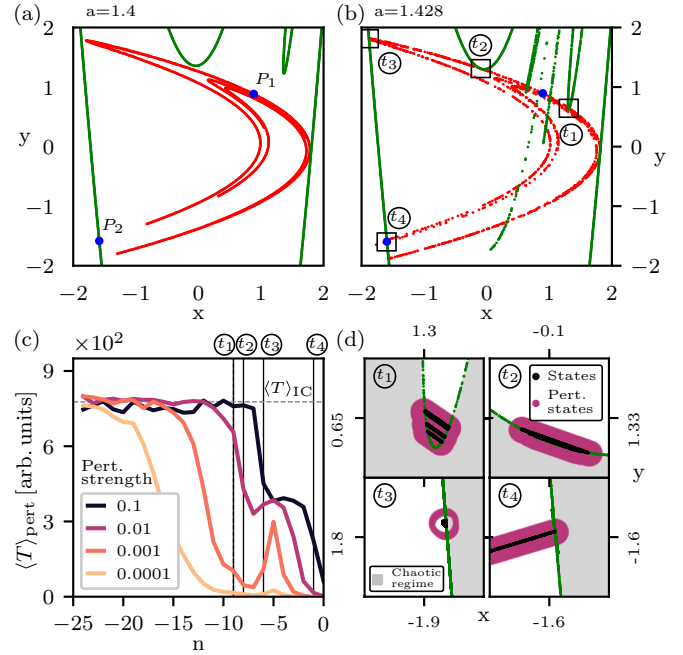 (a) a=1.4
2
1
y 0
−1
−2
−2 −1 0 1 2
x
P1
P2
(b) a=1.428
t2
t3
t1
t4
2
1
0 y
−1
−2
−2 −1 0 1 2
x
(c) ×10²
t1 t2 t3 t4
⟨T⟩IC
⟨T⟩pert [arb. units]
9
6
3
0
Pert.
strength
0.1
0.01
0.001
0.0001
−25 −20 −15 −10 −5 0
n
(d) 1.3 -0.1
t1
t2
States
Pert.
states
0.65 1.33
y
t3
t4
Chaotic
regime
1.8 -1.6
-1.9 x -1.6